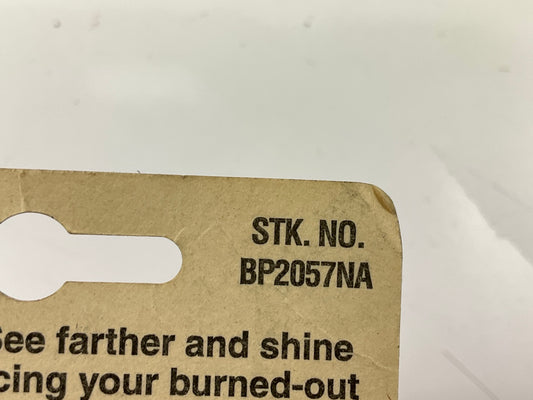 STK. NO.
BP2057NA
See farther and shine
cing your burned-out